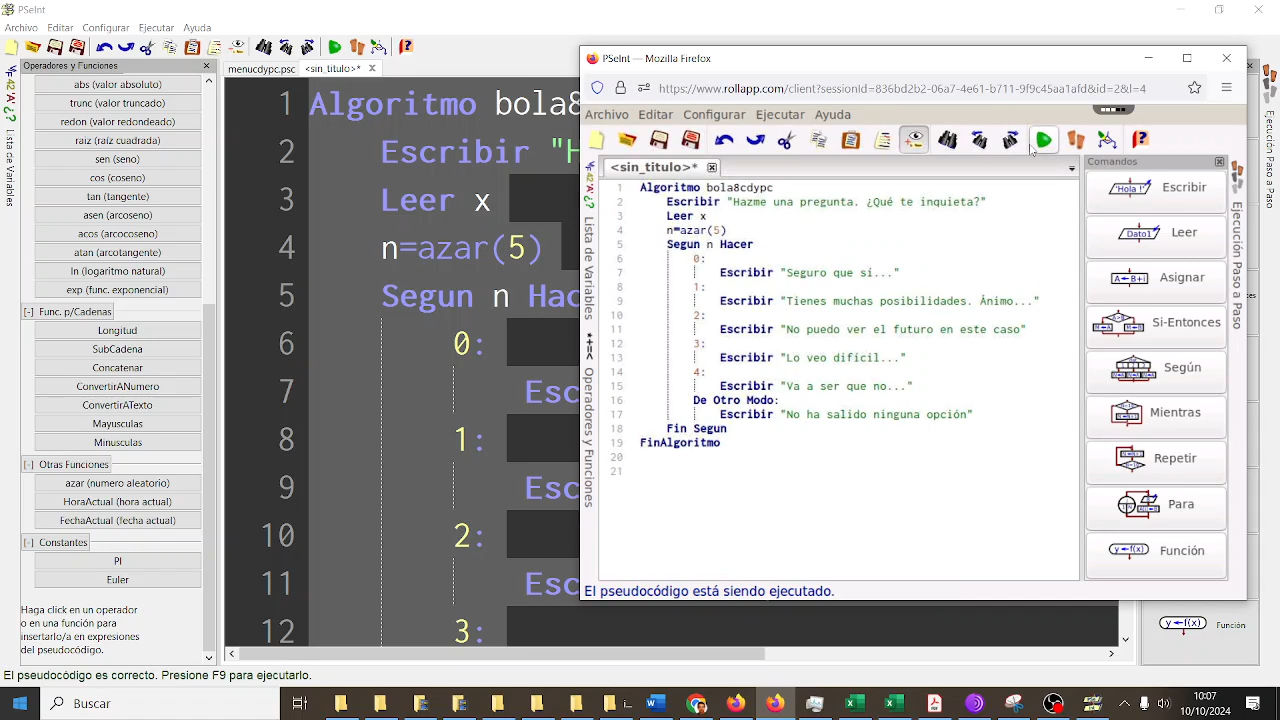 PSeInt
Archivo Editar Configurar Ejecutar Ayuda
Operadores y Funciones
abs (valor absoluto)
trunc (valor truncado)
redon (valor redondeado)
raíz (raíz cuadrada)
sen (seno)
cos (coseno)
tan (tangente)
asen (arcoseno)
acos (arcocoseno)
atan (arcotangente)
ln (logaritmo natural)
exp (func. exponencial)
[-] Func. p/Cadenas
Longitud
SubCadena
Concatenar
ConvertirANumero
ConvertirATexto
Mayusculas
Minusculas
[-] Otras Funciones
azar (numero aleatorio)
HoraActual (hora actual)
FechaActual (fecha actual)
[-] Constantes
PI
Euler
Haga click en un operador
o en una función para
insertarlo/a en expresiones
del pseudocódigo.
Lista de Variables
menucdypc.psc <sin_titulo>*
1 Algoritmo bola8
2 Escribir "H
3 Leer x
4 n=azar(5)
5 Segun n Hac
6 0:
7 Esc
8 1:
9 Esc
10 2:
11 Esc
12 3:
PSeInt — Mozilla Firefox
https://www.rollapp.com/client?sessionId=836bd2b2-06a7-4e61-b711-9f9c45aa1afd&id=2&l=4
Archivo Editar Configurar Ejecutar Ayuda
<sin_titulo>*
Lista de Variables
Operadores y Funciones
1 Algoritmo bola8cdypc
2 Escribir "Hazme una pregunta. ¿Qué te inquieta?"
3 Leer x
4 n=azar(5)
5 Segun n Hacer
6 0:
7 Escribir "Seguro que sí..."
8 1:
9 Escribir "Tienes muchas posibilidades. Ánimo..."
10 2:
11 Escribir "No puedo ver el futuro en este caso"
12 3:
13 Escribir "Lo veo difícil..."
14 4:
15 Escribir "Va a ser que no..."
16 De Otro Modo:
17 Escribir "No ha salido ninguna opción"
18 Fin Segun
19 FinAlgoritmo
20
21
Comandos
'Hola !' Escribir
Dato1 Leer
A←B+1 Asignar
Si-Entonces
Según
Mientras
Repetir
Para
y←f(x) Función
Ejecución Paso a Paso
El pseudocódigo está siendo ejecutado.
y←f(x) Función
El pseudocódigo es correcto. Presione F9 para ejecutarlo.
Buscar
10:07
10/10/2024